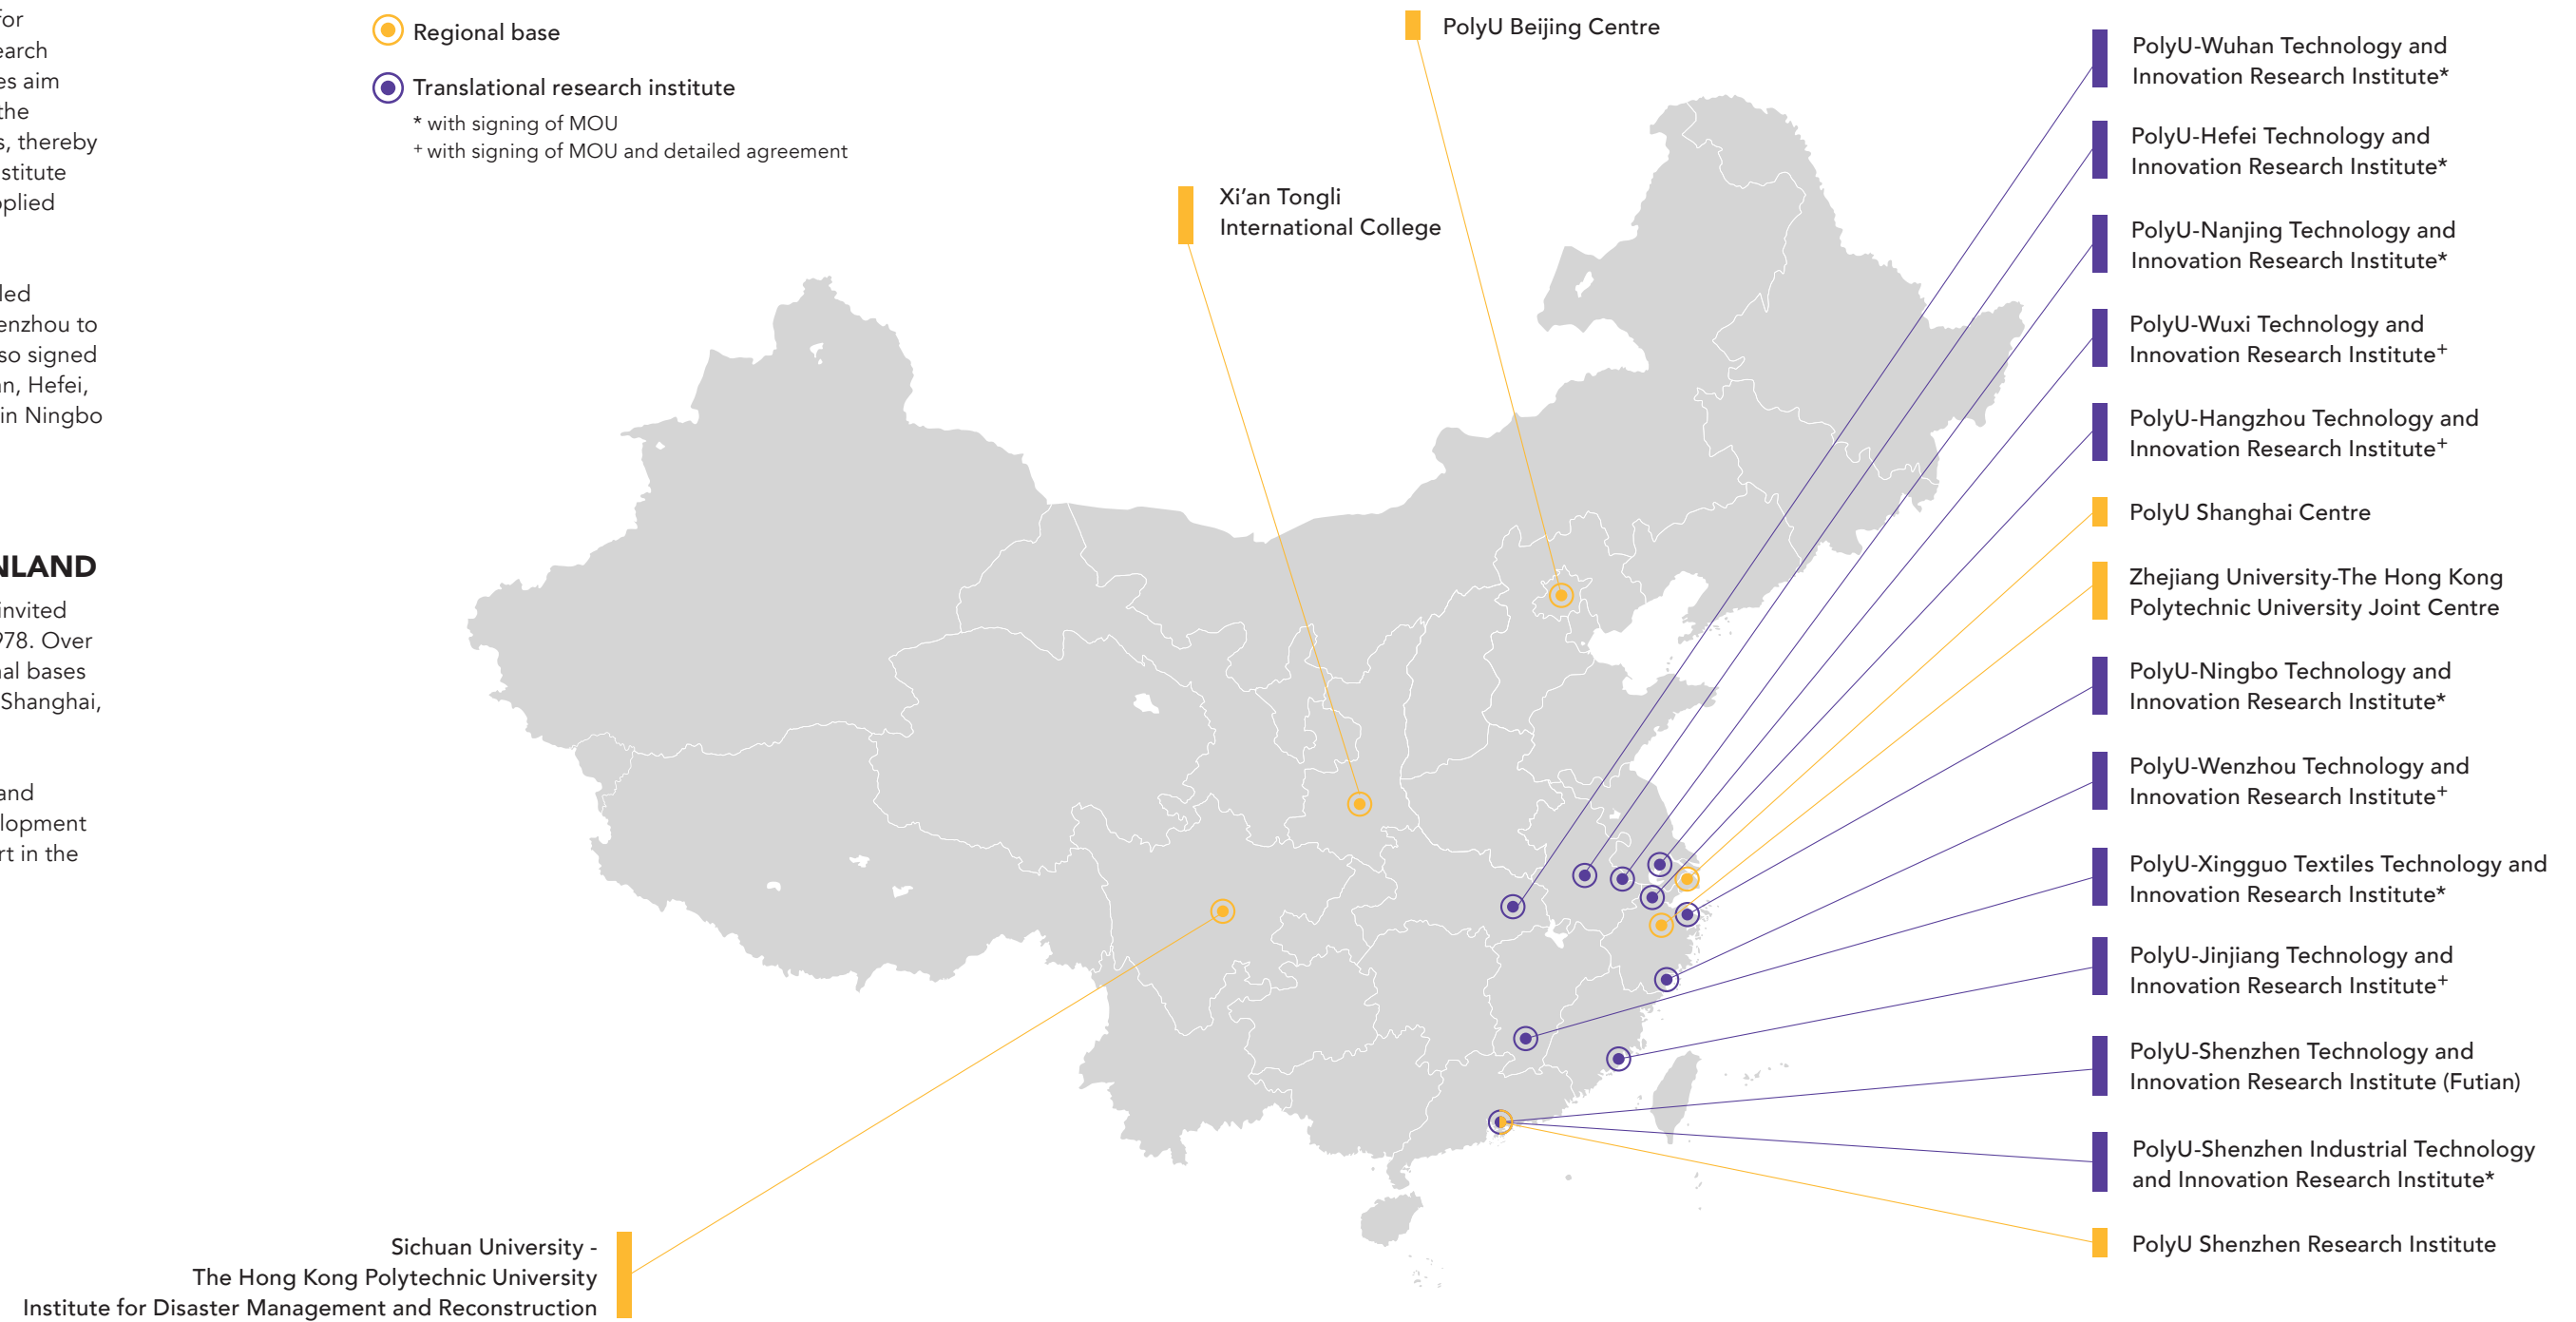 for
earch
es aim
the
s, thereby
stitute
pplied
led
enzhou to
so signed
an, Hefei,
in Ningbo
NLAND
invited
978. Over
nal bases
Shanghai,
and
lopment
rt in the
Regional base
Translational research institute
* with signing of MOU
+ with signing of MOU and detailed agreement
PolyU Beijing Centre
Xi’an Tongli
International College
PolyU-Wuhan Technology and
Innovation Research Institute*
PolyU-Hefei Technology and
Innovation Research Institute*
PolyU-Nanjing Technology and
Innovation Research Institute*
PolyU-Wuxi Technology and
Innovation Research Institute+
PolyU-Hangzhou Technology and
Innovation Research Institute+
PolyU Shanghai Centre
Zhejiang University-The Hong Kong
Polytechnic University Joint Centre
PolyU-Ningbo Technology and
Innovation Research Institute*
PolyU-Wenzhou Technology and
Innovation Research Institute+
PolyU-Xingguo Textiles Technology and
Innovation Research Institute*
PolyU-Jinjiang Technology and
Innovation Research Institute+
PolyU-Shenzhen Technology and
Innovation Research Institute (Futian)
PolyU-Shenzhen Industrial Technology
and Innovation Research Institute*
PolyU Shenzhen Research Institute
Sichuan University -
The Hong Kong Polytechnic University
Institute for Disaster Management and Reconstruction